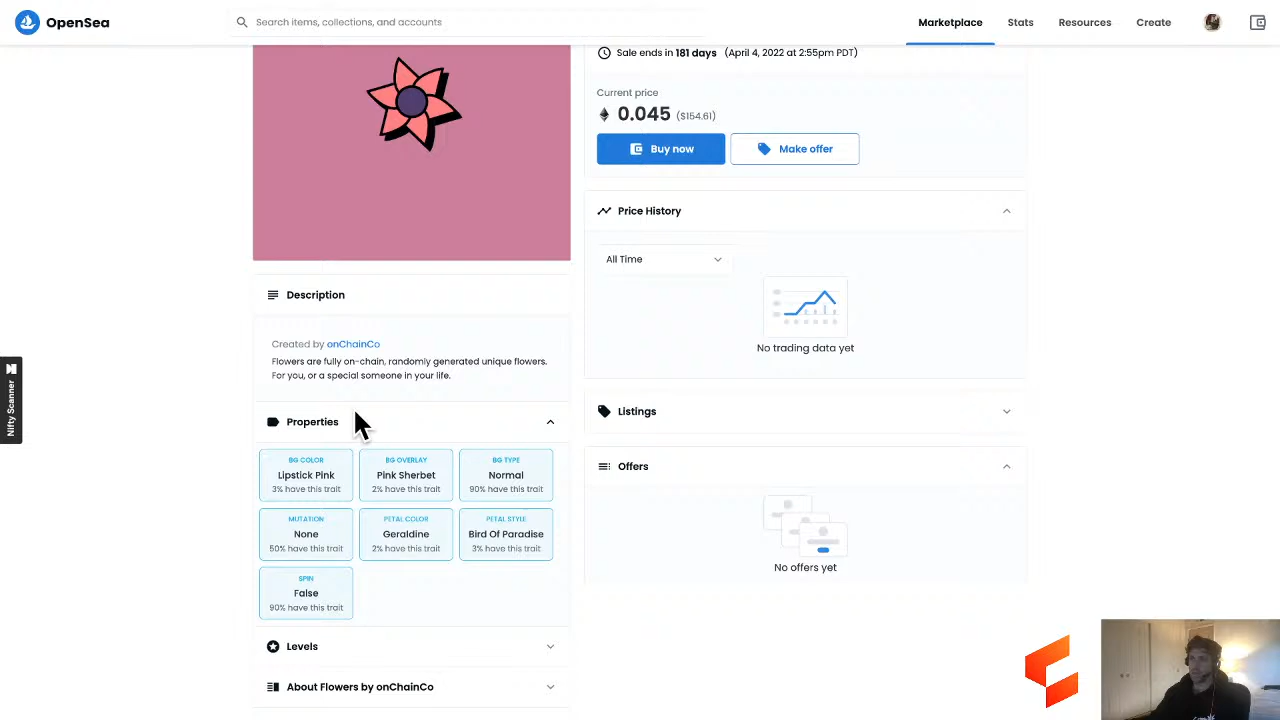 OpenSea
Search items, collections, and accounts
Marketplace
Stats
Resources
Create
Sale ends in 181 days (April 4, 2022 at 2:55pm PDT)
Current price
0.045 ($154.61)
Buy now
Make offer
Price History
All Time
No trading data yet
Listings
Offers
No offers yet
Description
Created by onChainCo
Flowers are fully on-chain, randomly generated unique flowers.
For you, or a special someone in your life.
Properties
BG COLOR
Lipstick Pink
3% have this trait
BG OVERLAY
Pink Sherbet
2% have this trait
BG TYPE
Normal
90% have this trait
MUTATION
None
50% have this trait
PETAL COLOR
Geraldine
2% have this trait
PETAL STYLE
Bird Of Paradise
3% have this trait
SPIN
False
90% have this trait
Levels
About Flowers by onChainCo
Nifty Scanner